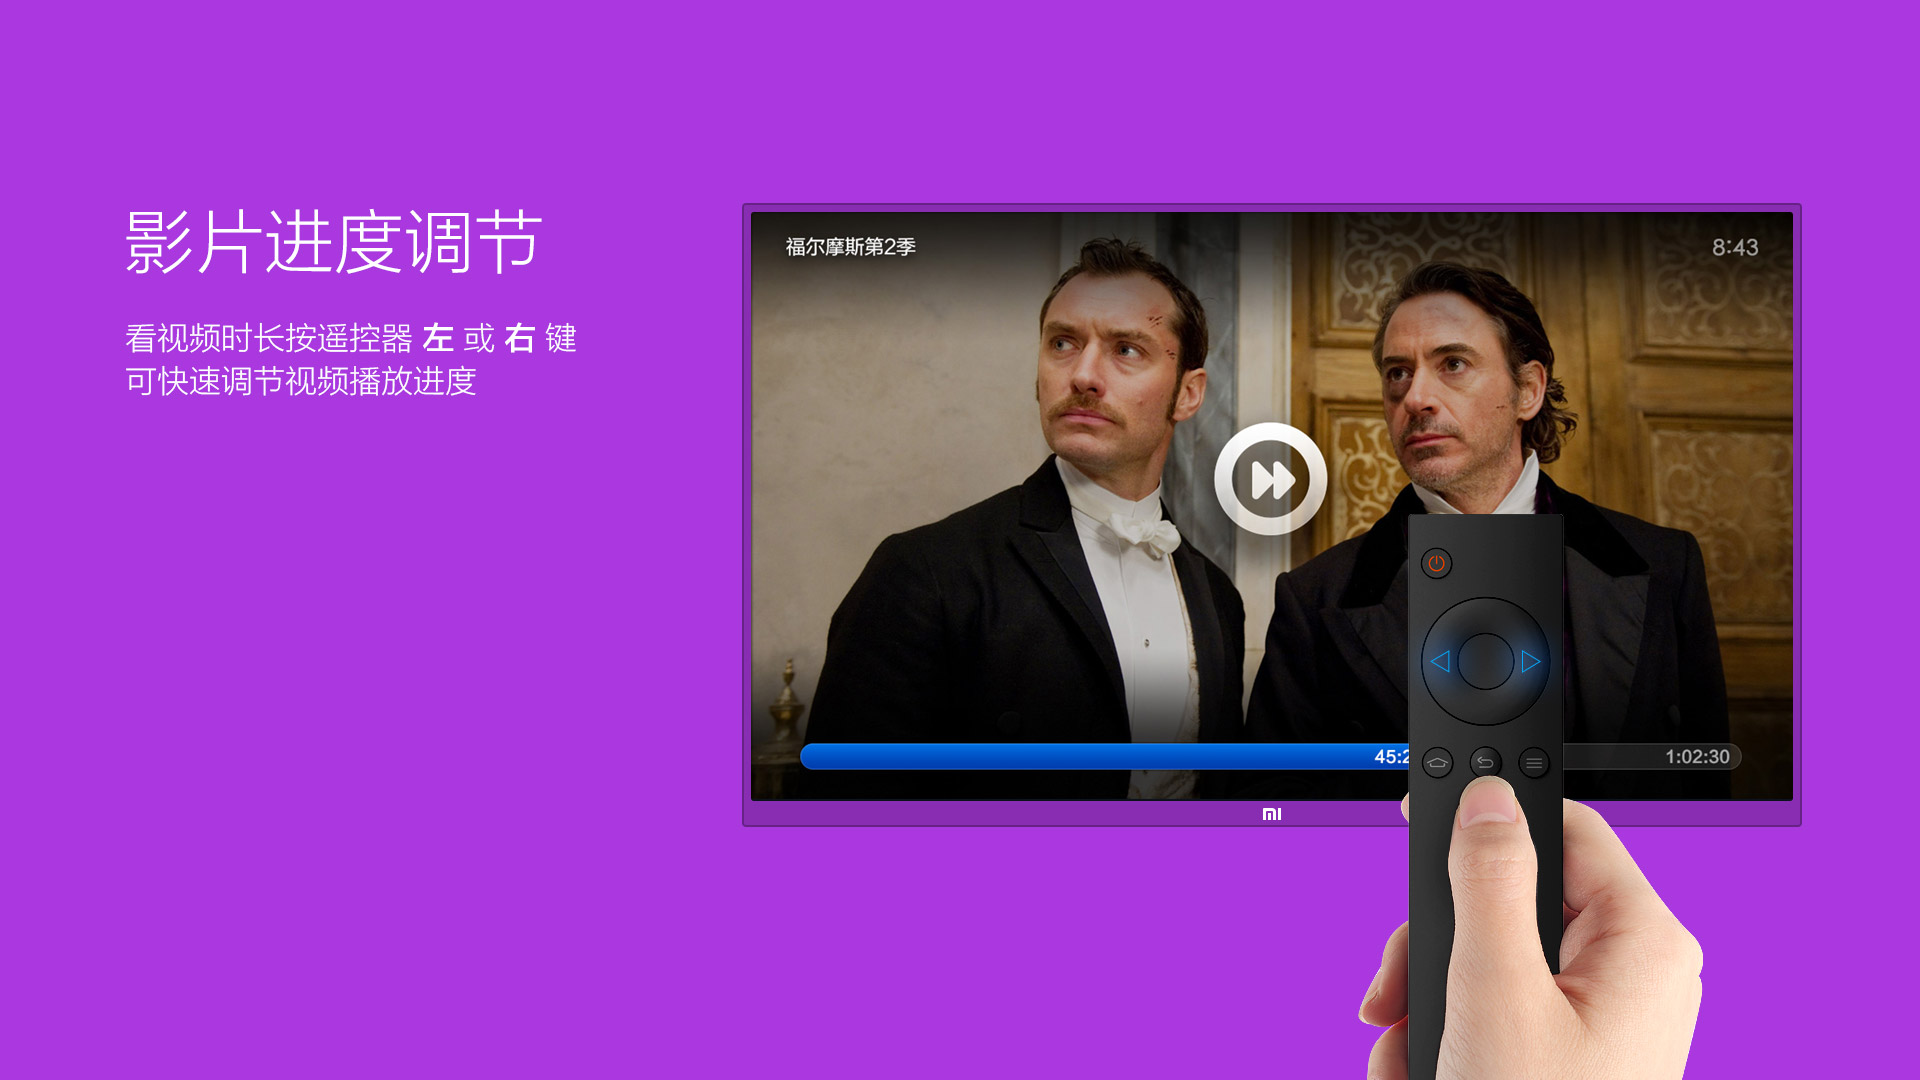 影片进度调节
看视频时长按遥控器 左 或 右 键
可快速调节视频播放进度
福尔摩斯第2季
8:43
45:2
1:02:30
mi